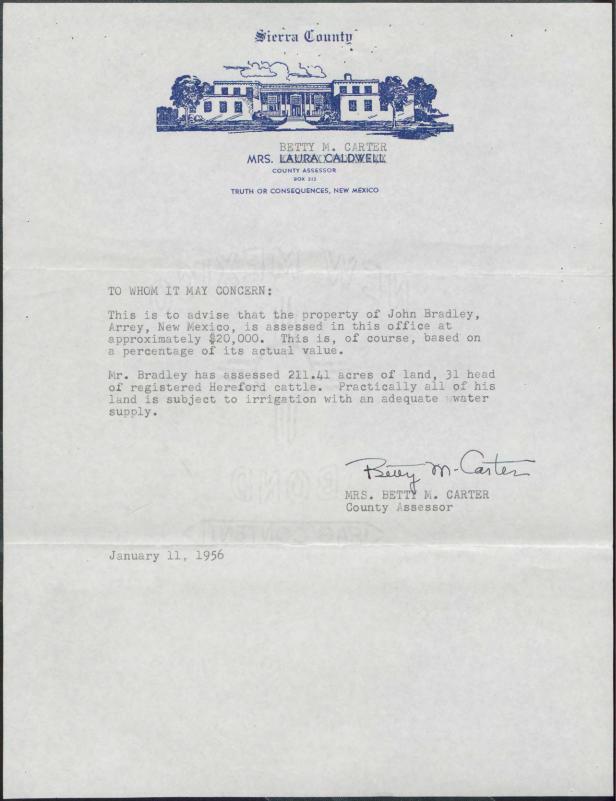 Sierra County
BETTY M. CARTER
MRS. LAURA CALDWELL
COUNTY ASSESSOR
BOX 312
TRUTH OR CONSEQUENCES, NEW MEXICO
TO WHOM IT MAY CONCERN:
This is to advise that the property of John Bradley,
Arrey, New Mexico, is assessed in this office at
approximately $20,000. This is, of course, based on
a percentage of its actual value.
Mr. Bradley has assessed 211.41 acres of land, 31 head
of registered Hereford cattle. Practically all of his
land is subject to irrigation with an adequate water
supply.
Betty M. Carter
MRS. BETTY M. CARTER
County Assessor
BOND
RAG CONTENT
January 11, 1956